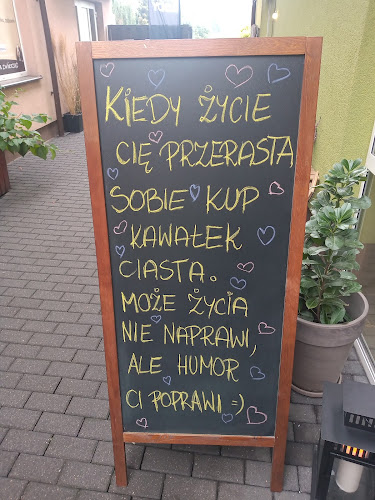 KIEDY ŻYCIE
CIĘ PRZERASTA
SOBIE KUP
KAWAŁEK
CIASTA.
MOŻE ŻYCIA
NIE NAPRAWI,
ALE HUMOR
CI POPRAWI =)